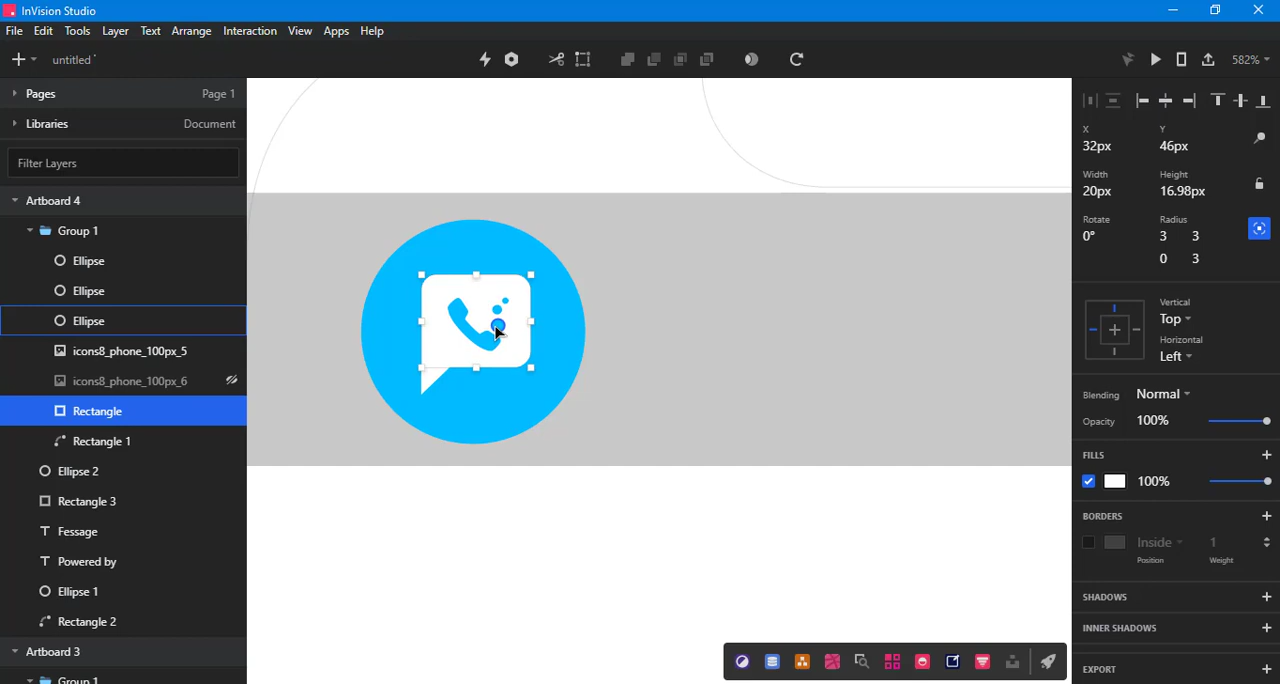 InVision Studio
File Edit Tools Layer Text Arrange Interaction View Apps Help
untitled* 582%
Pages Page 1
Libraries Document
Filter Layers
Artboard 4
Group 1
Ellipse
Ellipse
Ellipse
icons8_phone_100px_5
icons8_phone_100px_6
Rectangle
Rectangle 1
Ellipse 2
Rectangle 3
Fessage
Powered by
Ellipse 1
Rectangle 2
Artboard 3
Group 1
X Y
32px 46px
Width Height
20px 16.98px
Rotate Radius
0° 3 3
0 3
Vertical
Top
Horizontal
Left
Blending Normal
Opacity 100%
FILLS
100%
BORDERS
Inside 1
Position Weight
SHADOWS
INNER SHADOWS
EXPORT